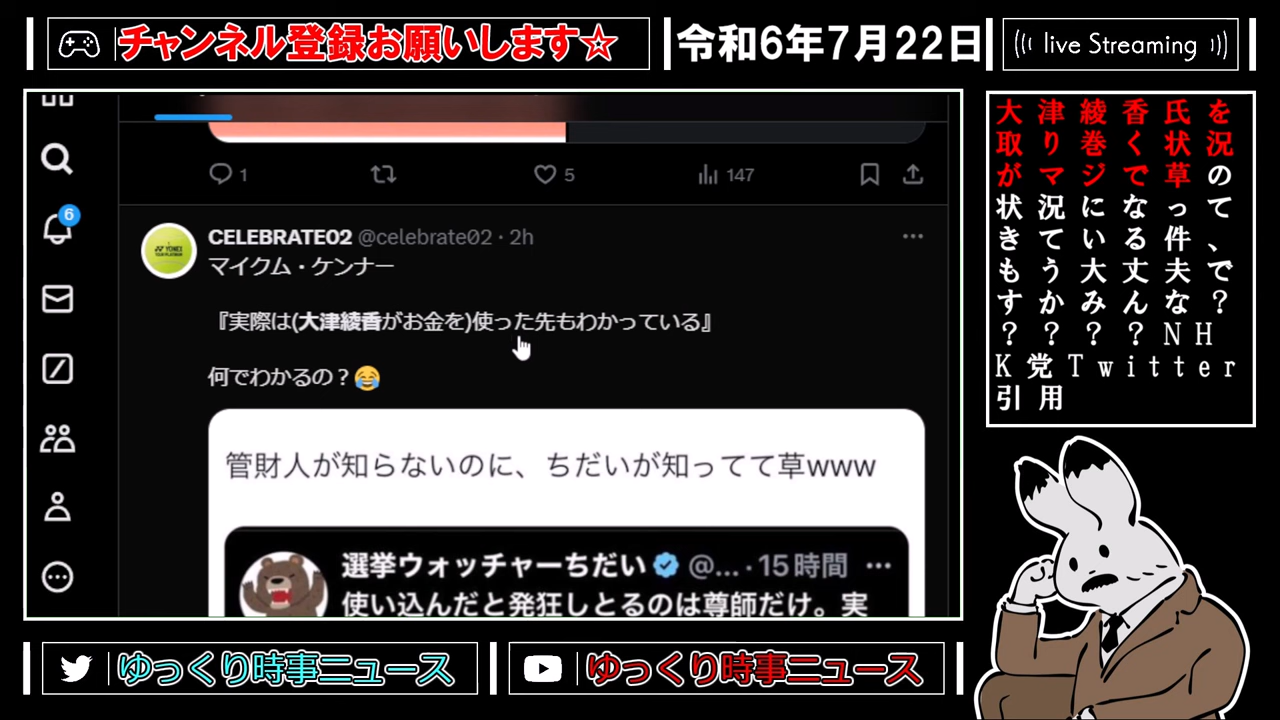 チャンネル登録お願いします☆
令和6年7月22日
live Streaming
6
1
5
147
CELEBRATE02 @celebrate02 · 2h
マイクム・ケンナー
『実際は(大津綾香がお金を)使った先もわかっている』
何でわかるの？😂
管財人が知らないのに、ちだいが知ってて草www
選挙ウォッチャーちだい @... · 15時間
使い込んだと発狂しとるのは尊師だけ。実
大津綾香氏を
取り巻く状況
がマジで草の
状況になって
きている件、
もう大丈夫で
すかみんな？
？？？？NH
K党Twitter
引用
ゆっくり時事ニュース
ゆっくり時事ニュース